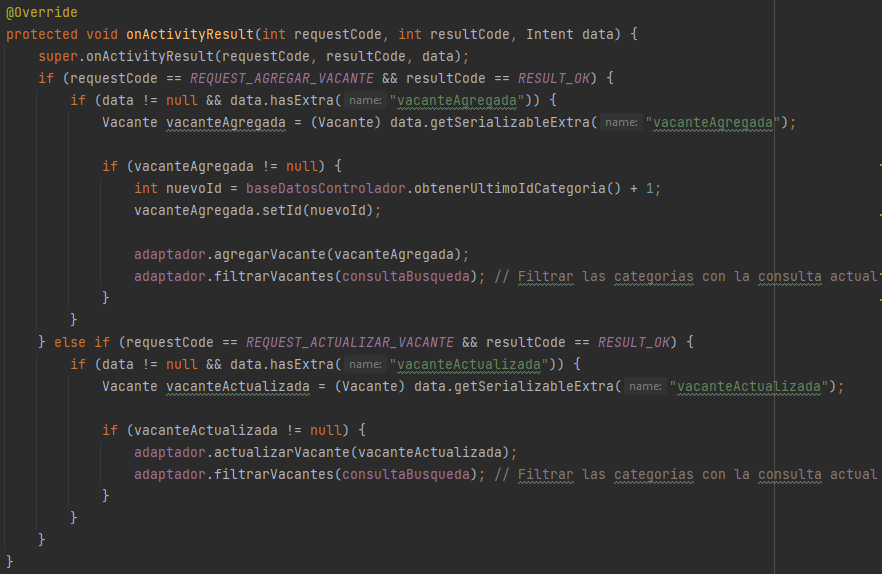 @Override
protected void onActivityResult(int requestCode, int resultCode, Intent data) {
super.onActivityResult(requestCode, resultCode, data);
if (requestCode == REQUEST_AGREGAR_VACANTE && resultCode == RESULT_OK) {
if (data != null && data.hasExtra( name: "vacanteAgregada")) {
Vacante vacanteAgregada = (Vacante) data.getSerializableExtra( name: "vacanteAgregada");
if (vacanteAgregada != null) {
int nuevoId = baseDatosControlador.obtenerUltimoIdCategoria() + 1;
vacanteAgregada.setId(nuevoId);
adaptador.agregarVacante(vacanteAgregada);
adaptador.filtrarVacantes(consultaBusqueda); // Filtrar las categorías con la consulta actual
}
}
} else if (requestCode == REQUEST_ACTUALIZAR_VACANTE && resultCode == RESULT_OK) {
if (data != null && data.hasExtra( name: "vacanteActualizada")) {
Vacante vacanteActualizada = (Vacante) data.getSerializableExtra( name: "vacanteActualizada");
if (vacanteActualizada != null) {
adaptador.actualizarVacante(vacanteActualizada);
adaptador.filtrarVacantes(consultaBusqueda); // Filtrar las categorías con la consulta actual
}
}
}
}